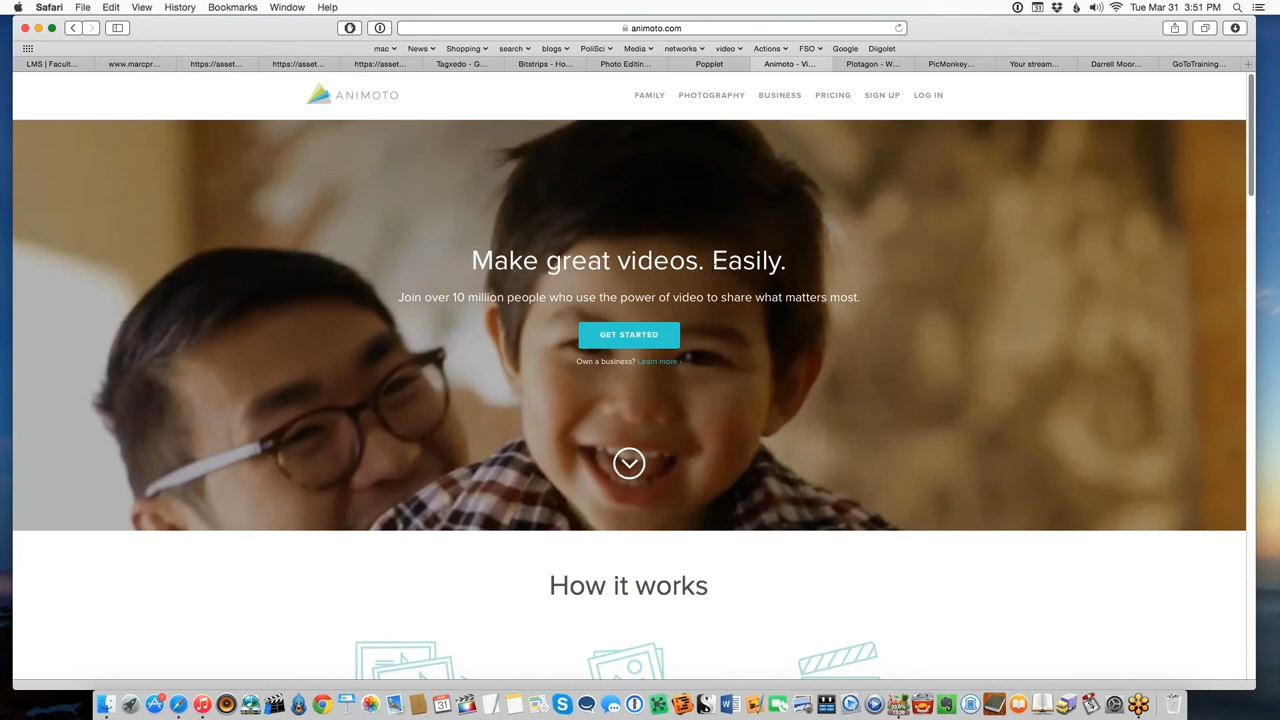 Safari File Edit View History Bookmarks Window Help
Tue Mar 31 3:51 PM
animoto.com
mac News Shopping search blogs PoliSci Media networks video Actions FSO Google Diigolet
LMS | Facult... www.marcpr... https://asset... https://asset... https://asset... Tagxedo - G... Bitstrips - Ho... Photo Editin... Popplet Animoto - Vi... Plotagon - W... PicMonkey... Your stream... Darrell Moor... GoToTraining...
ANIMOTO FAMILY PHOTOGRAPHY BUSINESS PRICING SIGN UP LOG IN
Make great videos. Easily.
Join over 10 million people who use the power of video to share what matters most.
GET STARTED
Own a business? Learn more ›
How it works